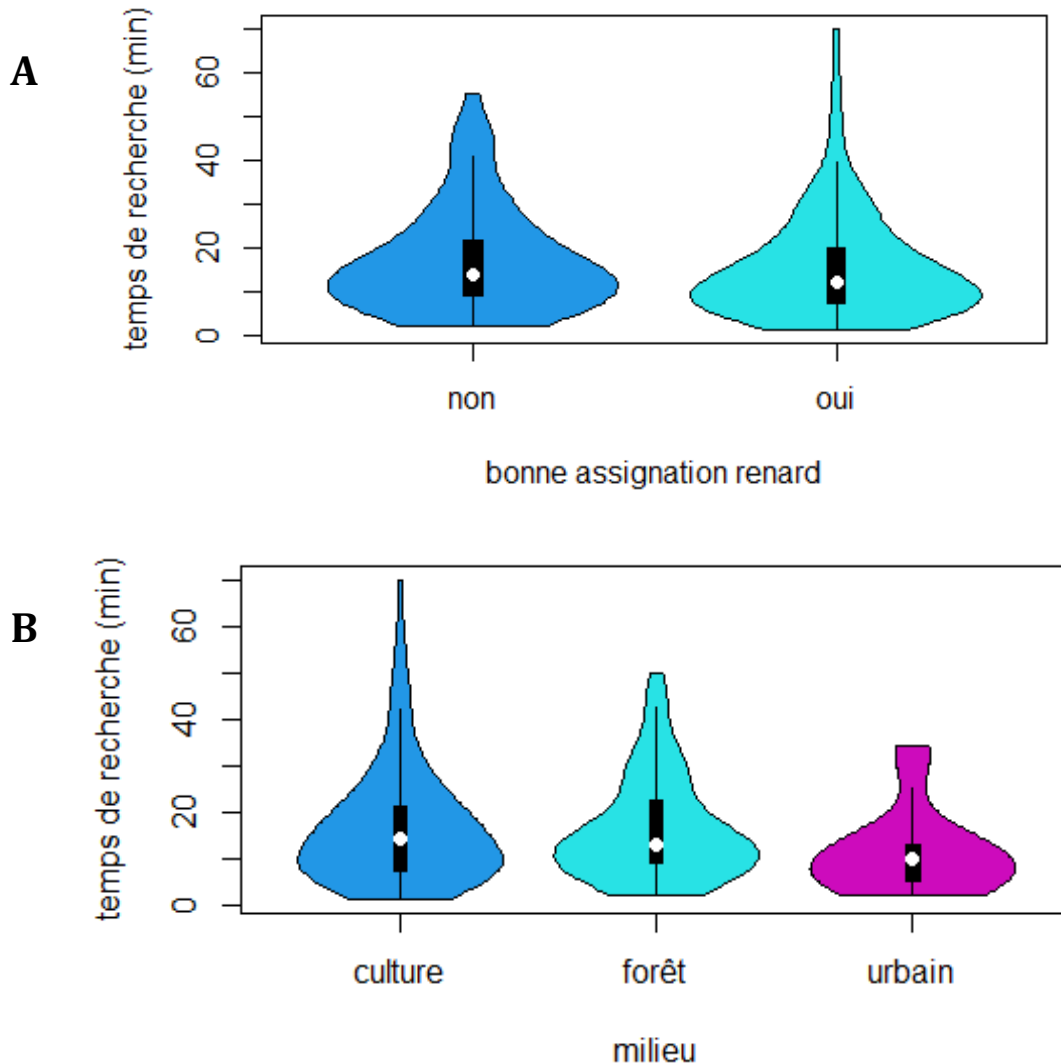 A
temps de recherche (min)
60
40
20
0
non
oui
bonne assignation renard
B
temps de recherche (min)
60
40
20
0
culture
forêt
urbain
milieu